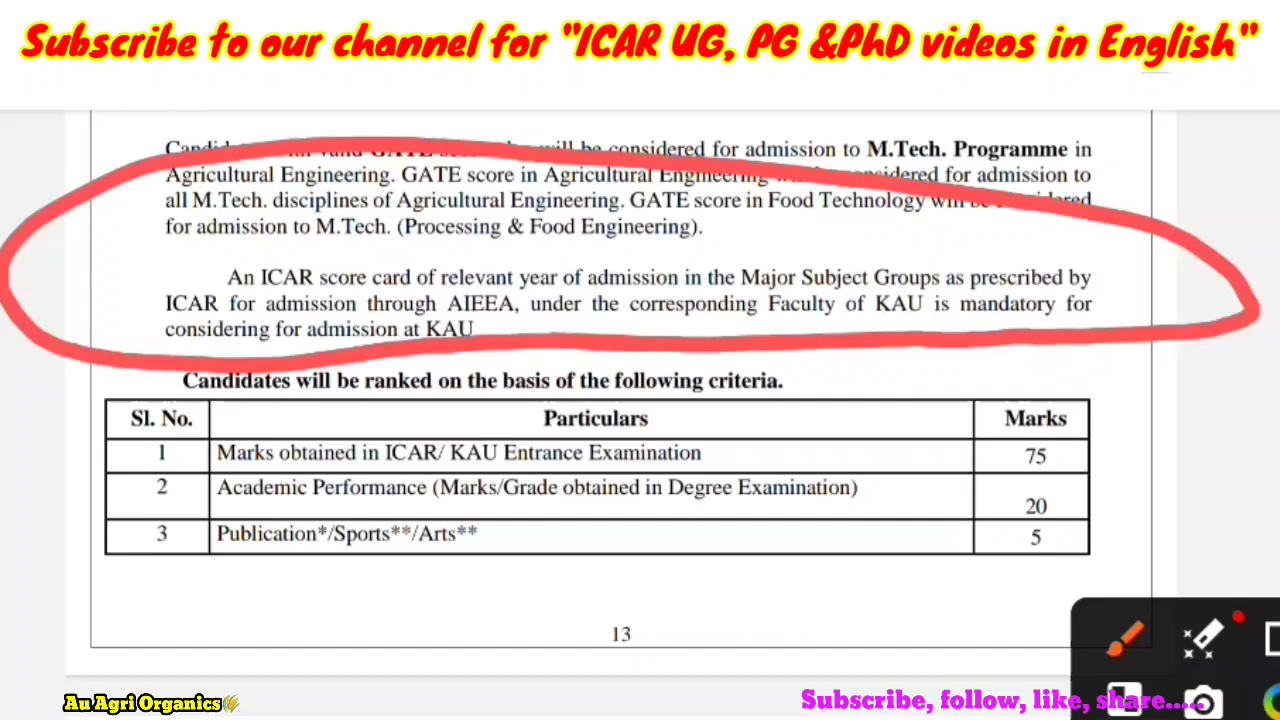 Subscribe to our channel for "ICAR UG, PG &PhD videos in English"
will be considered for admission to M.Tech. Programme in
Agricultural Engineering. GATE score in Agricultural Engineering considered for admission to
all M.Tech. disciplines of Agricultural Engineering. GATE score in Food Technology will be considered
for admission to M.Tech. (Processing & Food Engineering).
An ICAR score card of relevant year of admission in the Major Subject Groups as prescribed by
ICAR for admission through AIEEA, under the corresponding Faculty of KAU is mandatory for
considering for admission at KAU
Candidates will be ranked on the basis of the following criteria.
Sl. No. Particulars Marks
1 Marks obtained in ICAR/ KAU Entrance Examination 75
2 Academic Performance (Marks/Grade obtained in Degree Examination) 20
3 Publication*/Sports**/Arts** 5
13
Au Agri Organics
Subscribe, follow, like, share.....